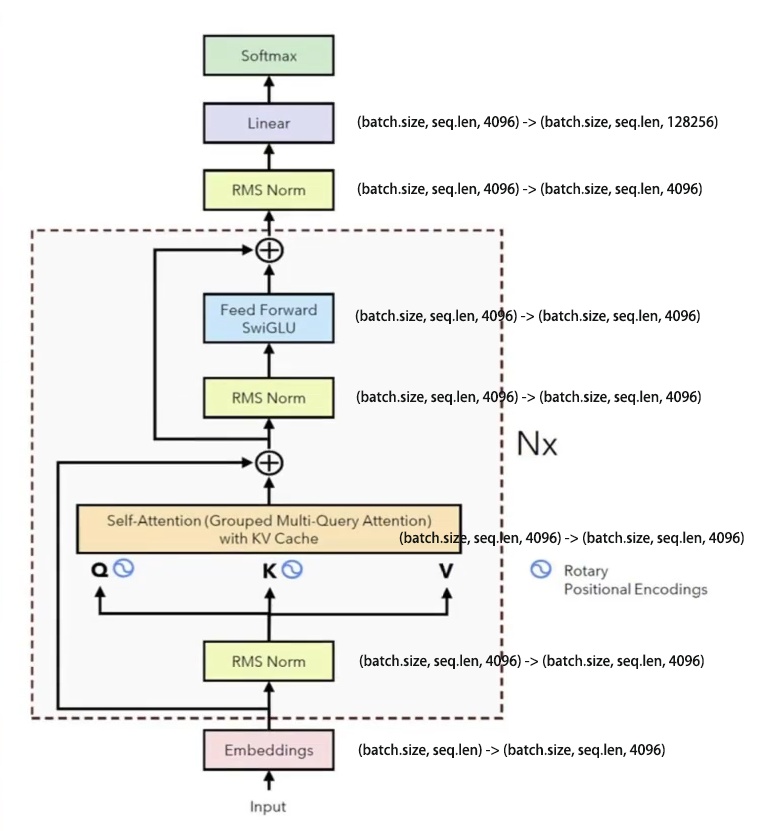 Softmax
Linear
(batch.size, seq.len, 4096) -> (batch.size, seq.len, 128256)
RMS Norm
(batch.size, seq.len, 4096) -> (batch.size, seq.len, 4096)
Feed Forward
SwiGLU
(batch.size, seq.len, 4096) -> (batch.size, seq.len, 4096)
RMS Norm
(batch.size, seq.len, 4096) -> (batch.size, seq.len, 4096)
Nx
Self-Attention (Grouped Multi-Query Attention)
with KV Cache
(batch.size, seq.len, 4096) -> (batch.size, seq.len, 4096)
Q
K
V
Rotary
Positional Encodings
RMS Norm
(batch.size, seq.len, 4096) -> (batch.size, seq.len, 4096)
Embeddings
(batch.size, seq.len) -> (batch.size, seq.len, 4096)
Input